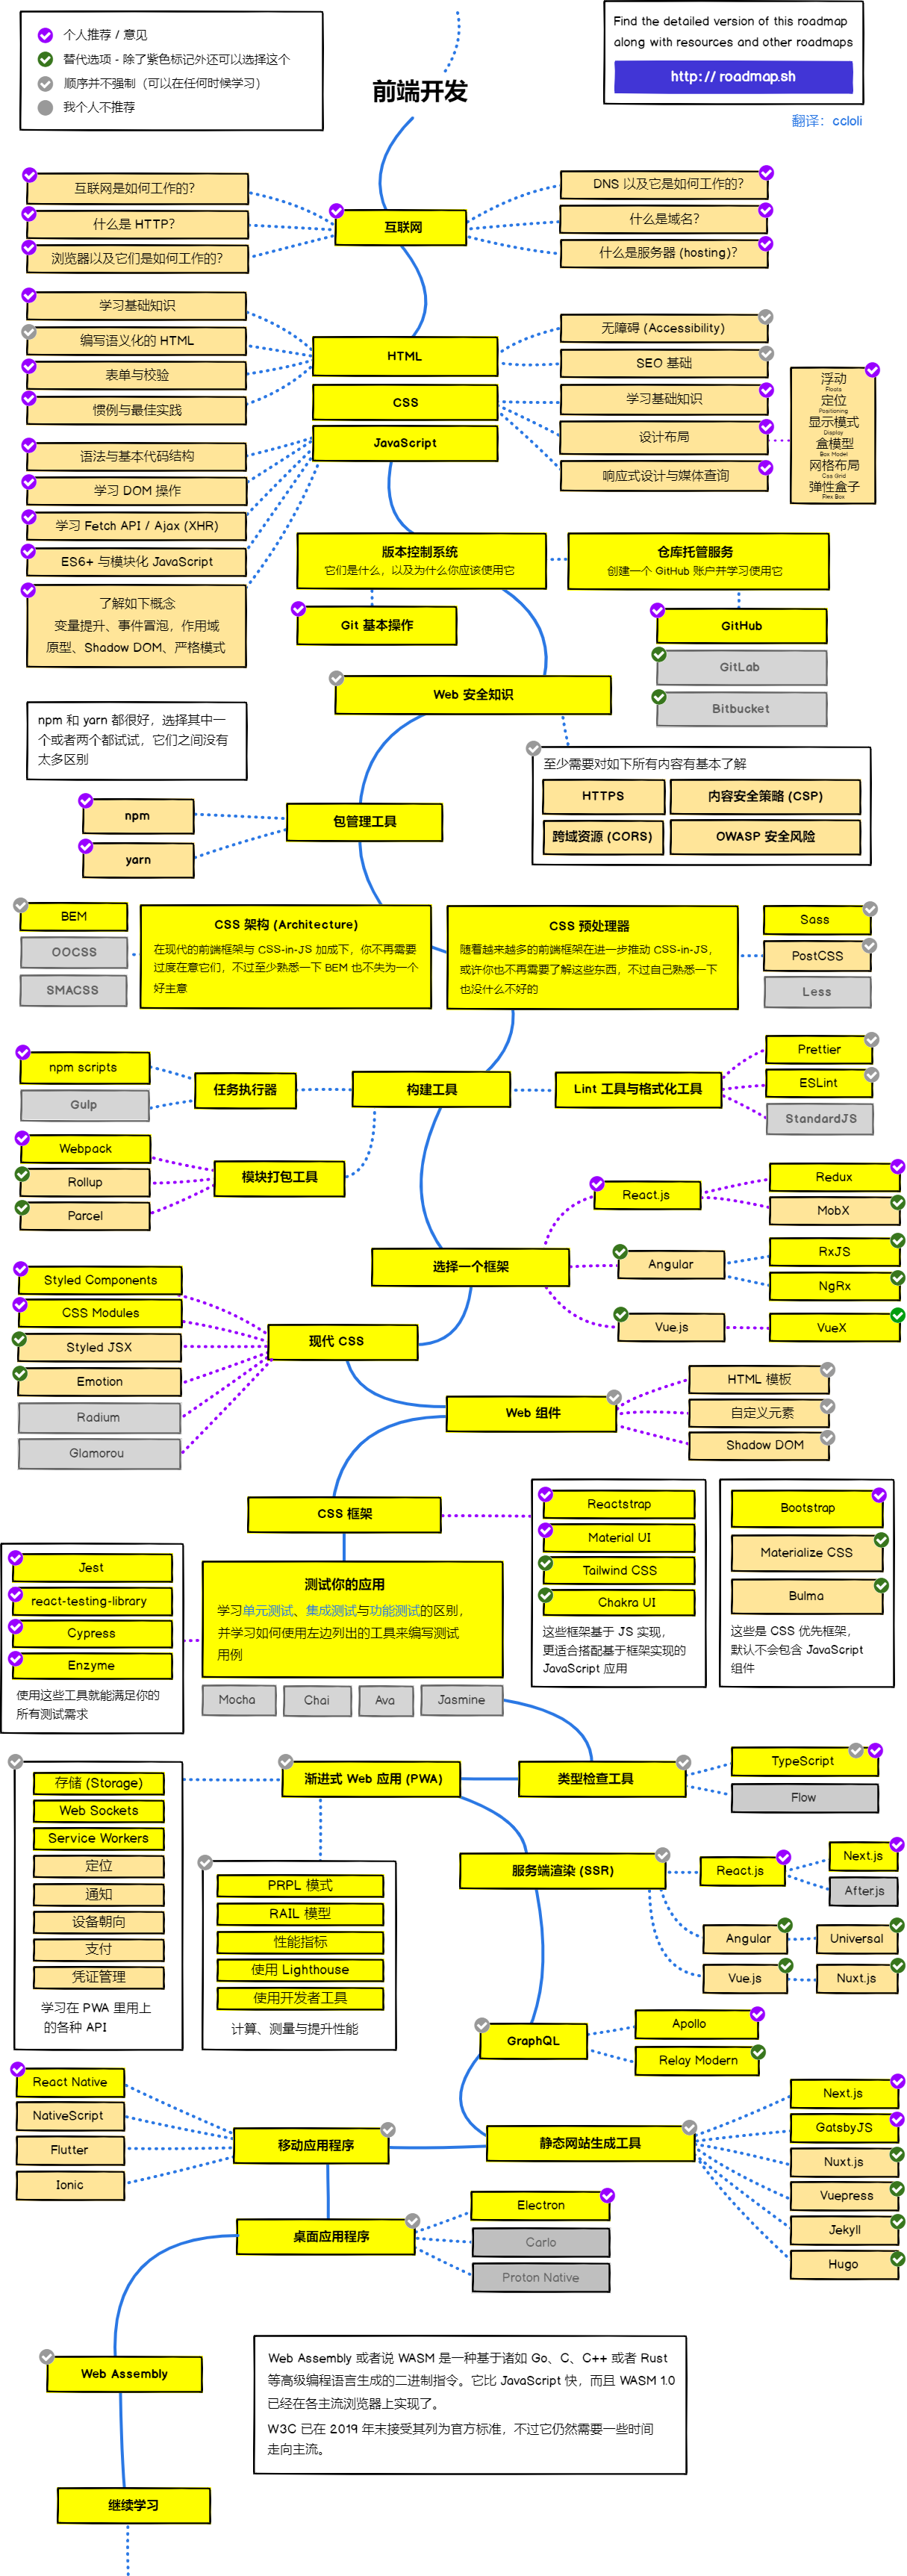 个人推荐 / 意见
替代选项 - 除了紫色标记外还可以选择这个
顺序并不强制（可以在任何时候学习）
我个人不推荐
前端开发
Find the detailed version of this roadmap
along with resources and other roadmaps
http://roadmap.sh
翻译：ccloli
互联网是如何工作的?
什么是 HTTP?
浏览器以及它们是如何工作的?
互联网
DNS 以及它是如何工作的?
什么是域名?
什么是服务器 (hosting)?
学习基础知识
编写语义化的 HTML
表单与校验
惯例与最佳实践
HTML
CSS
JavaScript
无障碍 (Accessibility)
SEO 基础
学习基础知识
设计布局
响应式设计与媒体查询
浮动
Floats
定位
Positioning
显示模式
Display
盒模型
Box Model
网格布局
Css Grid
弹性盒子
Flex Box
语法与基本代码结构
学习 DOM 操作
学习 Fetch API / Ajax (XHR)
ES6+ 与模块化 JavaScript
了解如下概念
变量提升、事件冒泡，作用域
原型、Shadow DOM、严格模式
版本控制系统
它们是什么，以及为什么你应该使用它
仓库托管服务
创建一个 GitHub 账户并学习使用它
Git 基本操作
GitHub
GitLab
Bitbucket
Web 安全知识
至少需要对如下所有内容有基本了解
HTTPS
内容安全策略 (CSP)
跨域资源 (CORS)
OWASP 安全风险
npm 和 yarn 都很好，选择其中一
个或者两个都试试，它们之间没有
太多区别
npm
yarn
包管理工具
BEM
OOCSS
SMACSS
CSS 架构 (Architecture)
在现代的前端框架与 CSS-in-JS 加成下，你不再需要
过度在意它们，不过至少熟悉一下 BEM 也不失为一个
好主意
CSS 预处理器
随着越来越多的前端框架在进一步推动 CSS-in-JS，
或许你也不再需要了解这些东西，不过自己熟悉一下
也没什么不好的
Sass
PostCSS
Less
npm scripts
Gulp
任务执行器
构建工具
Lint 工具与格式化工具
Prettier
ESLint
StandardJS
Webpack
Rollup
Parcel
模块打包工具
选择一个框架
React.js
Redux
MobX
Angular
RxJS
NgRx
Vue.js
VueX
Styled Components
CSS Modules
Styled JSX
Emotion
Radium
Glamorou
现代 CSS
Web 组件
HTML 模板
自定义元素
Shadow DOM
CSS 框架
Reactstrap
Material UI
Tailwind CSS
Chakra UI
这些框架基于 JS 实现，
更适合搭配基于框架实现的
JavaScript 应用
Bootstrap
Materialize CSS
Bulma
这些是 CSS 优先框架，
默认不会包含 JavaScript
组件
Jest
react-testing-library
Cypress
Enzyme
使用这些工具就能满足你的
所有测试需求
测试你的应用
学习单元测试、集成测试与功能测试的区别，
并学习如何使用左边列出的工具来编写测试
用例
Mocha
Chai
Ava
Jasmine
渐进式 Web 应用 (PWA)
类型检查工具
TypeScript
Flow
存储 (Storage)
Web Sockets
Service Workers
定位
通知
设备朝向
支付
凭证管理
学习在 PWA 里用上
的各种 API
PRPL 模式
RAIL 模型
性能指标
使用 Lighthouse
使用开发者工具
计算、测量与提升性能
服务端渲染 (SSR)
React.js
Next.js
After.js
Angular
Universal
Vue.js
Nuxt.js
GraphQL
Apollo
Relay Modern
React Native
NativeScript
Flutter
Ionic
移动应用程序
静态网站生成工具
Next.js
GatsbyJS
Nuxt.js
Vuepress
Jekyll
Hugo
桌面应用程序
Electron
Carlo
Proton Native
Web Assembly
Web Assembly 或者说 WASM 是一种基于诸如 Go、C、C++ 或者 Rust
等高级编程语言生成的二进制指令。它比 JavaScript 快，而且 WASM 1.0
已经在各主流浏览器上实现了。
W3C 已在 2019 年末接受其列为官方标准，不过它仍然需要一些时间
走向主流。
继续学习